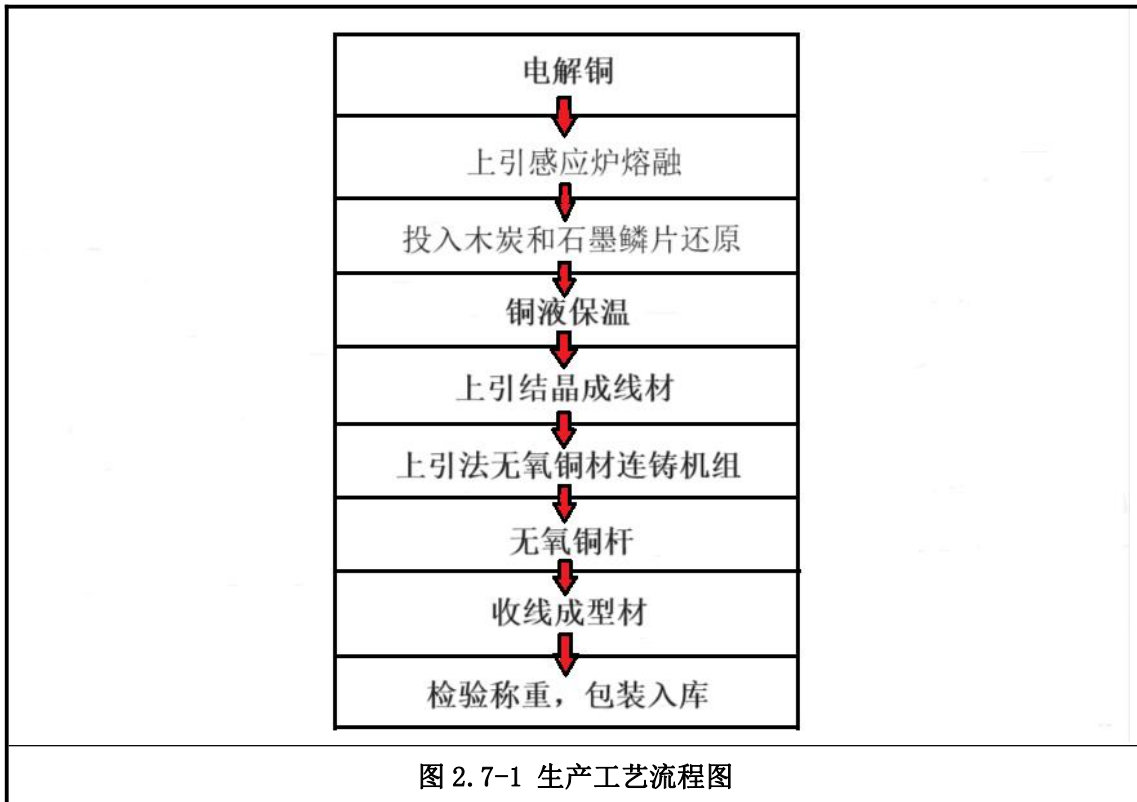 电解铜
上引感应炉熔融
投入木炭和石墨鳞片还原
铜液保温
上引结晶成线材
上引法无氧铜材连铸机组
无氧铜杆
收线成型材
检验称重，包装入库
图 2.7-1 生产工艺流程图